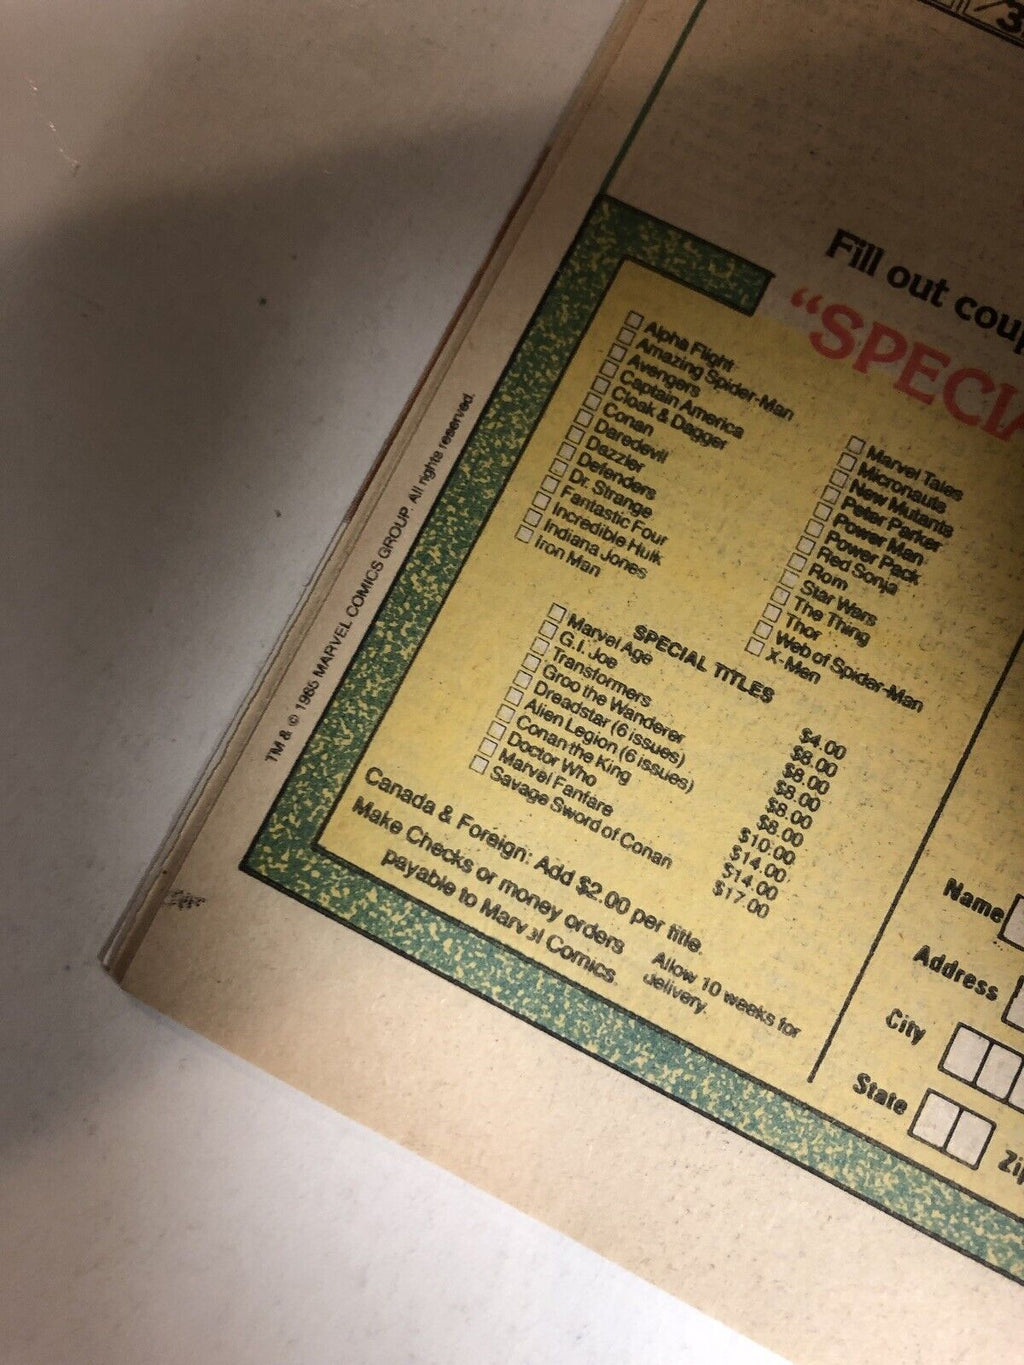 Fill out
"SPECI
Alpha Flight
Amazing Spider-Man
Avengers
Captain America
Cloak & Dagger
Conan
Daredevil
Dazzler
Defenders
Dr. Strange
Fantastic Four
Incredible Hulk
Indiana Jones
Iron Man
Marvel Tales
Micronauts
New Mutants
Peter Parker
Power Man
Power Pack
Red Sonja
Rom
Star Wars
The Thing
Thor
Web of Spider-Man
X-Men
SPECIAL TITLES
Marvel Age $4.00
G.I. Joe $8.00
Transformers $8.00
Groo the Wanderer $8.00
Dreadstar (6 issues) $8.00
Alien Legion (6 issues) $10.00
Conan the King $14.00
Doctor Who $14.00
Marvel Fanfare $17.00
Savage Sword of Conan
Canada & Foreign: Add $2.00 per title.
Make Checks or money orders
payable to Marvel Comics.
Allow 10 weeks for
delivery.
Name
Address
City
State
Zip
TM & © 1985 MARVEL COMICS GROUP. All rights reserved.